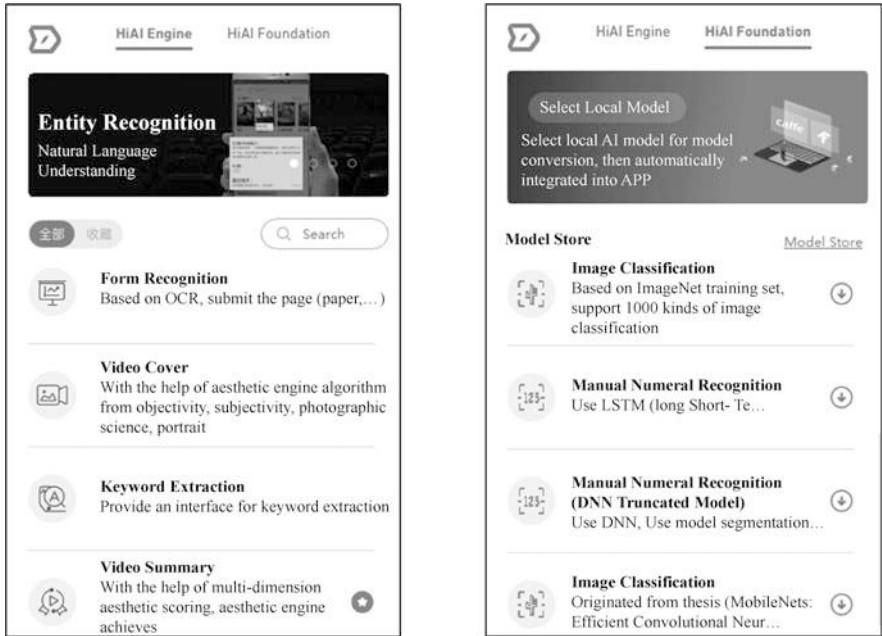 HiAI Engine
HiAI Foundation
Entity Recognition
Natural Language
Understanding
全部
收藏
Search
Form Recognition
Based on OCR, submit the page (paper,…)
Video Cover
With the help of aesthetic engine algorithm
from objectivity, subjectivity, photographic
science, portrait
Keyword Extraction
Provide an interface for keyword extraction
Video Summary
With the help of multi-dimension
aesthetic scoring, aesthetic engine
achieves
HiAI Engine
HiAI Foundation
Select Local Model
Select local AI model for model
conversion, then automatically
integrated into APP
caffe
Model Store
Model Store
Image Classification
Based on ImageNet training set,
support 1000 kinds of image
classification
123
Manual Numeral Recognition
Use LSTM (long Short- Te…
123
Manual Numeral Recognition
(DNN Truncated Model)
Use DNN, Use model segmentation…
Image Classification
Originated from thesis (MobileNets:
Efficient Convolutional Neur…